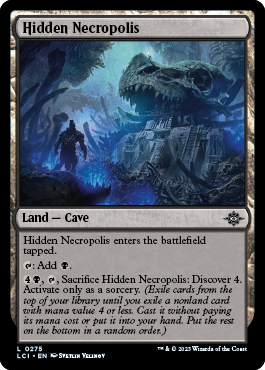 Hidden Necropolis
Land — Cave
Hidden Necropolis enters the battlefield
tapped.
: Add .
4, , Sacrifice Hidden Necropolis: Discover 4.
Activate only as a sorcery. (Exile cards from the
top of your library until you exile a nonland card
with mana value 4 or less. Cast it without paying
its mana cost or put it into your hand. Put the rest
on the bottom in a random order.)
L 0275
LCI • EN Svetlin Velinov
™ & © 2023 Wizards of the Coast